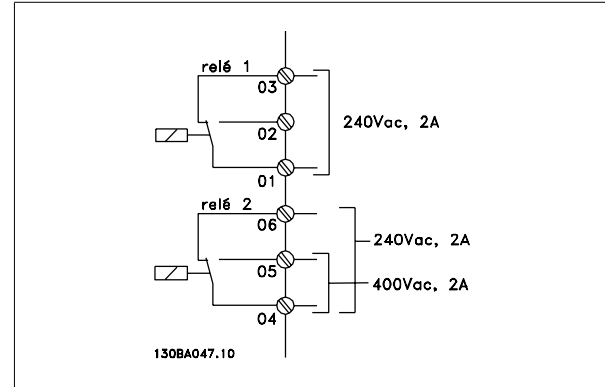 relé 1
03
02
240Vac, 2A
01
relé 2
06
240Vac, 2A
05
400Vac, 2A
04
130BA047.10